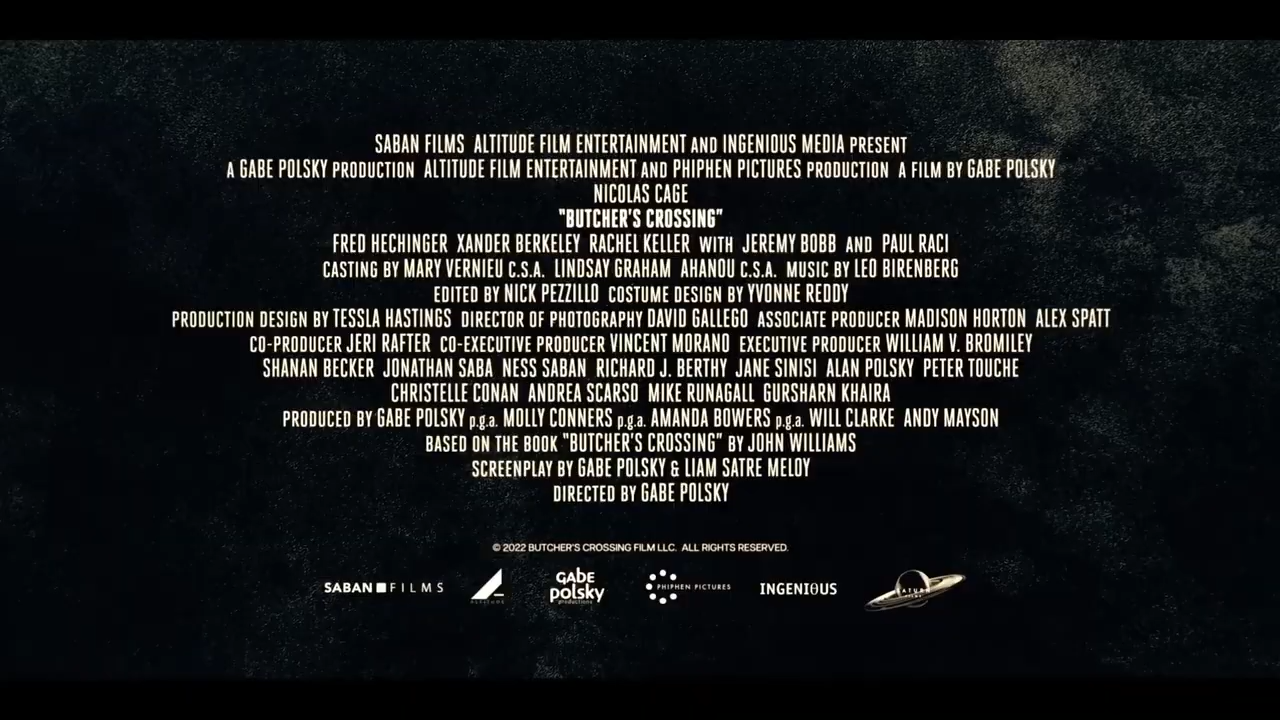 SABAN FILMS ALTITUDE FILM ENTERTAINMENT AND INGENIOUS MEDIA PRESENT
A GABE POLSKY PRODUCTION ALTITUDE FILM ENTERTAINMENT AND PHIPHEN PICTURES PRODUCTION A FILM BY GABE POLSKY
NICOLAS CAGE
"BUTCHER'S CROSSING"
FRED HECHINGER XANDER BERKELEY RACHEL KELLER WITH JEREMY BOBB AND PAUL RACI
CASTING BY MARY VERNIEU C.S.A. LINDSAY GRAHAM AHANOU C.S.A. MUSIC BY LEO BIRENBERG
EDITED BY NICK PEZZILLO COSTUME DESIGN BY YVONNE REDDY
PRODUCTION DESIGN BY TESSLA HASTINGS DIRECTOR OF PHOTOGRAPHY DAVID GALLEGO ASSOCIATE PRODUCER MADISON HORTON ALEX SPATT
CO-PRODUCER JERI RAFTER CO-EXECUTIVE PRODUCER VINCENT MORANO EXECUTIVE PRODUCER WILLIAM V. BROMILEY
SHANAN BECKER JONATHAN SABA NESS SABAN RICHARD J. BERTHY JANE SINISI ALAN POLSKY PETER TOUCHE
CHRISTELLE CONAN ANDREA SCARSO MIKE RUNAGALL GURSHARN KHAIRA
PRODUCED BY GABE POLSKY p.g.a. MOLLY CONNERS p.g.a. AMANDA BOWERS p.g.a. WILL CLARKE ANDY MAYSON
BASED ON THE BOOK "BUTCHER'S CROSSING" BY JOHN WILLIAMS
SCREENPLAY BY GABE POLSKY & LIAM SATRE MELOY
DIRECTED BY GABE POLSKY
© 2022 BUTCHER'S CROSSING FILM LLC. ALL RIGHTS RESERVED.
SABAN FILMS ALTITUDE GABE polsky productions PHIPHEN PICTURES INGENIOUS SATURN FILMS